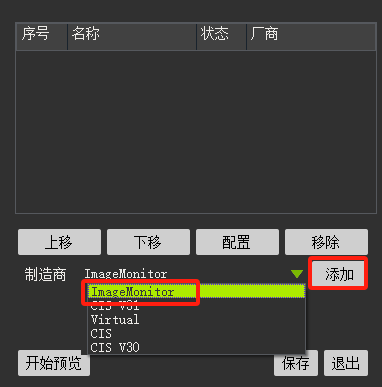 序号 名称 状态 厂商
上移 下移 配置 移除
制造商 ImageMonitor 添加
ImageMonitor
CIS V31
Virtual
CIS
CIS V30
开始预览 保存 退出